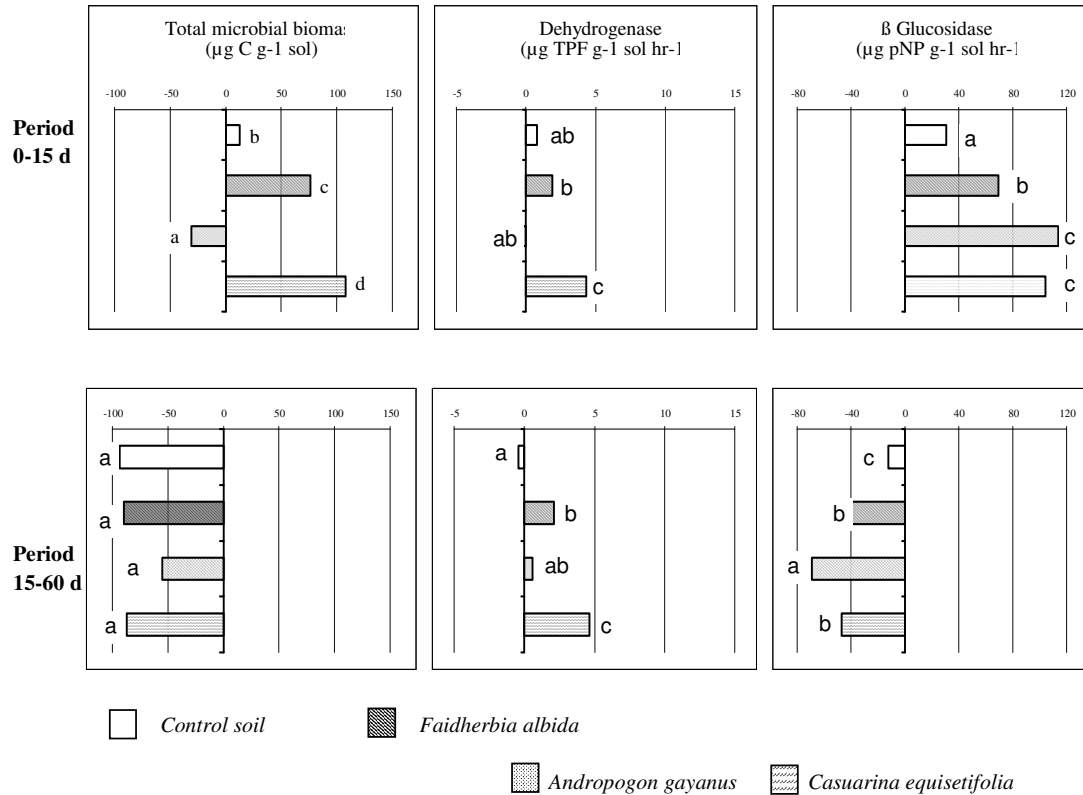 Total microbial biomas
(µg C g-1 sol)
Dehydrogenase
(µg TPF g-1 sol hr-1
ß Glucosidase
(µg pNP g-1 sol hr-1
-100 -50 0 50 100 150
-5 0 5 10 15
-80 -40 0 40 80 120
Period
0-15 d
b
c
a
d
ab
b
ab
c
a
b
c
c
-100 -50 0 50 100 150
-5 0 5 10 15
-80 -40 0 40 80 120
Period
15-60 d
a
a
a
a
a
b
ab
c
c
b
a
b
Control soil
Faidherbia albida
Andropogon gayanus
Casuarina equisetifolia